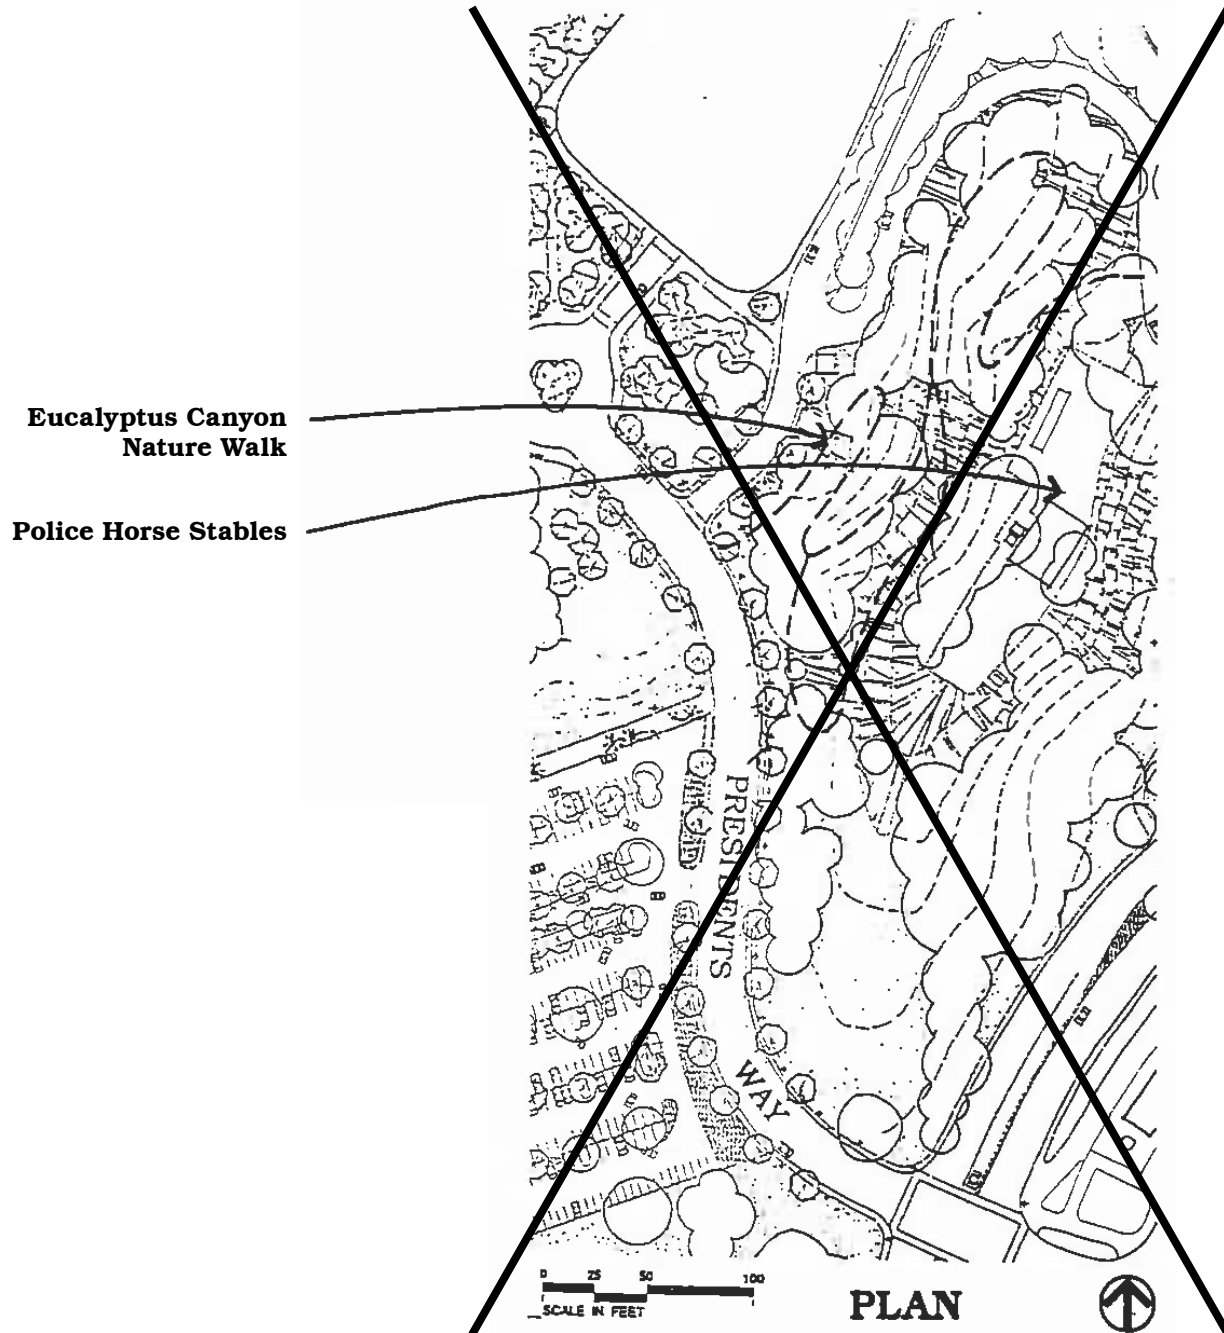 Eucalyptus Canyon
Nature Walk
Police Horse Stables
PRESIDENTS
WAY
0 25 50 100
SCALE IN FEET
PLAN